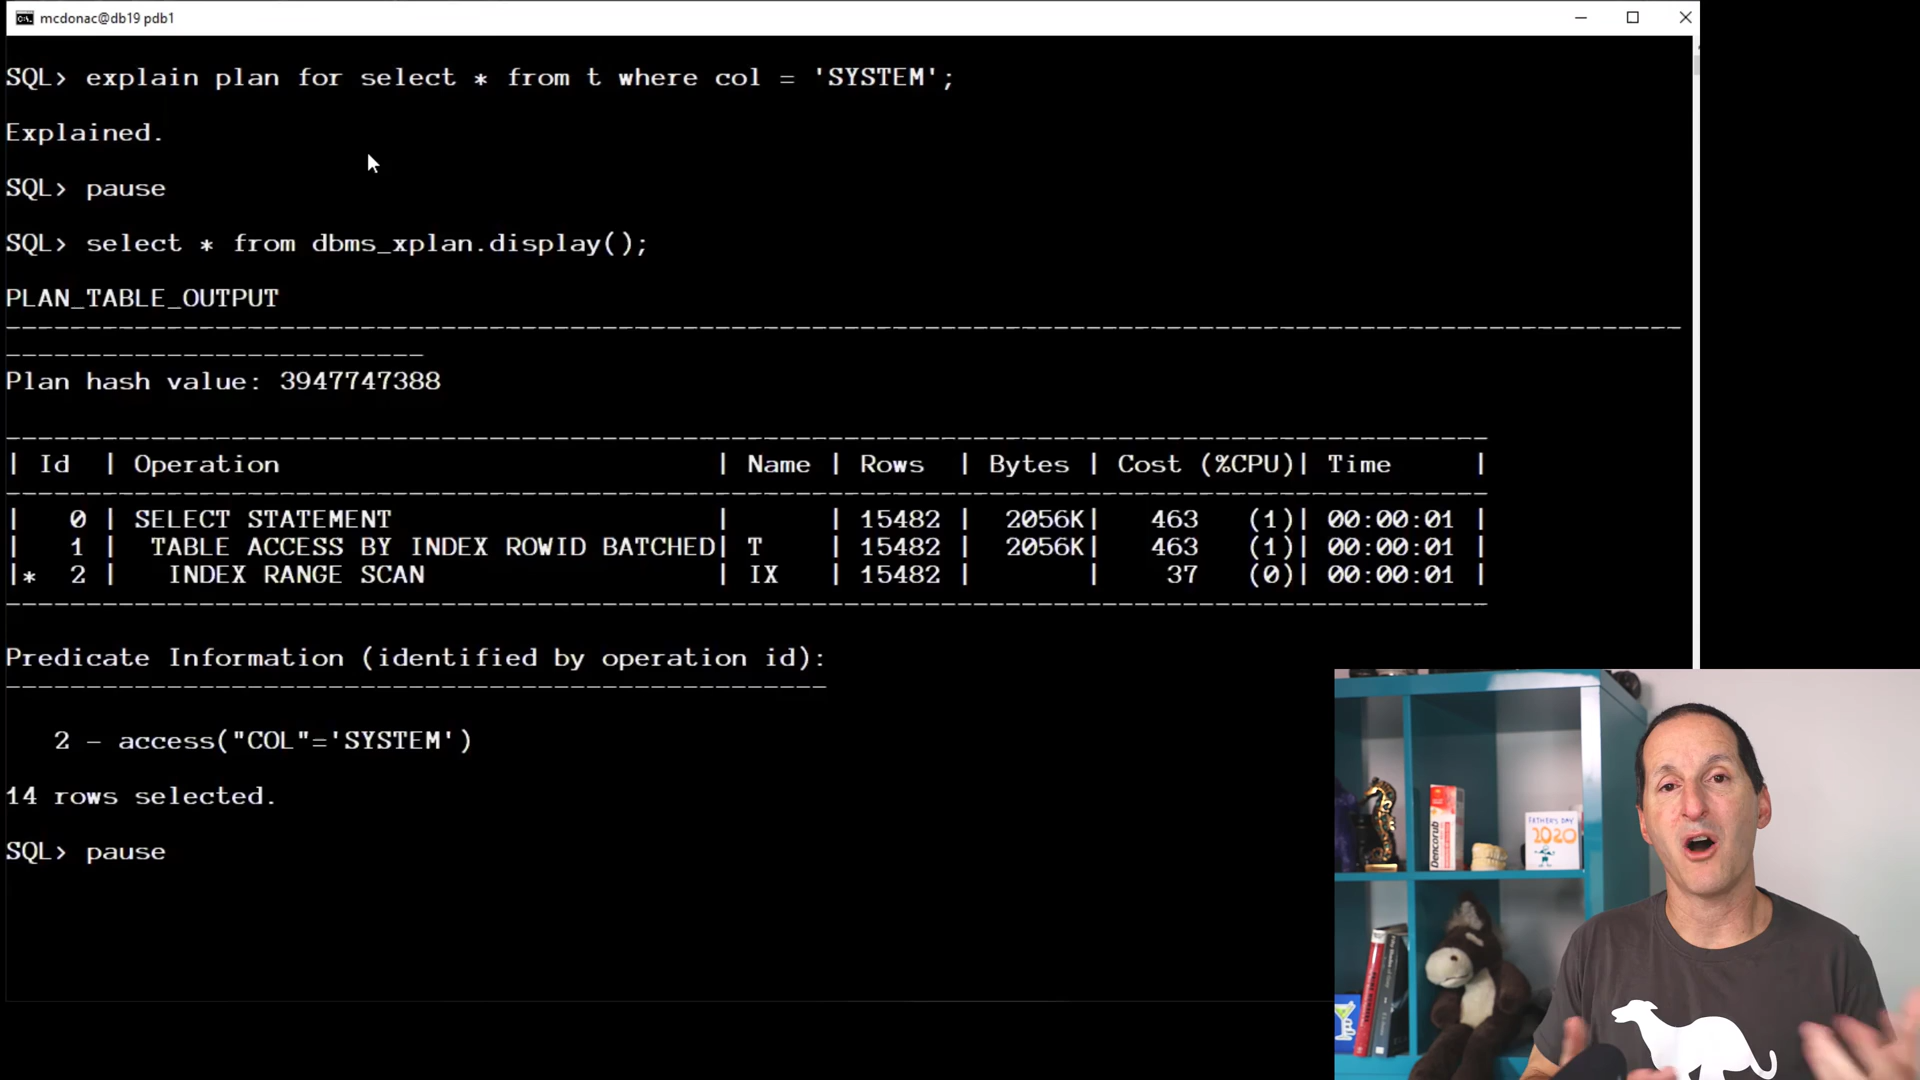 mcdonac@db19 pdb1
SQL> explain plan for select * from t where col = 'SYSTEM';
Explained.
SQL> pause
SQL> select * from dbms_xplan.display();
PLAN_TABLE_OUTPUT
--------------------------------------------------------------------------------------------------------
--------------------------
Plan hash value: 3947747388
--------------------------------------------------------------------------------------------
| Id  | Operation                           | Name | Rows  | Bytes | Cost (%CPU)| Time     |
--------------------------------------------------------------------------------------------
|   0 | SELECT STATEMENT                    |      | 15482 |  2056K|   463   (1)| 00:00:01 |
|   1 |  TABLE ACCESS BY INDEX ROWID BATCHED| T    | 15482 |  2056K|   463   (1)| 00:00:01 |
|*  2 |   INDEX RANGE SCAN                  | IX   | 15482 |       |    37   (0)| 00:00:01 |
--------------------------------------------------------------------------------------------
Predicate Information (identified by operation id):
---------------------------------------------------
2 - access("COL"='SYSTEM')
14 rows selected.
SQL> pause
Dencorub
FATHER'S DAY
2020